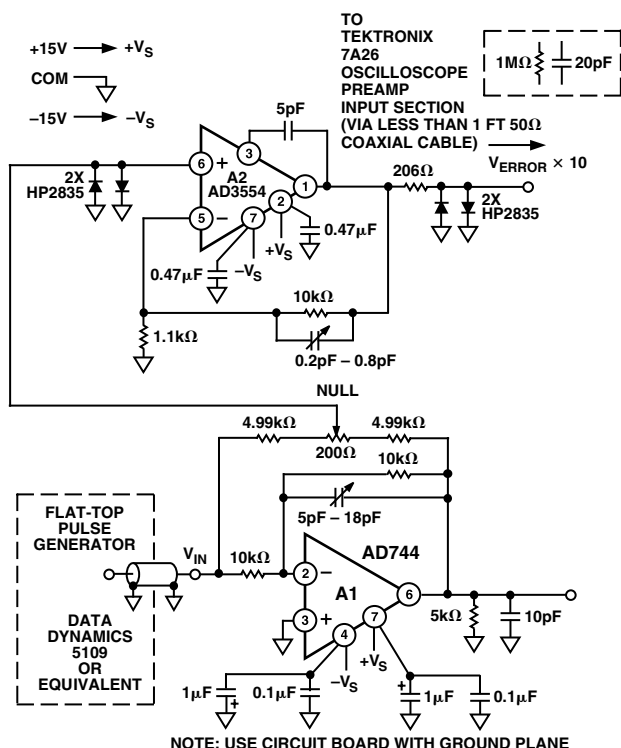 +15V +VS
COM
–15V –VS
TO
TEKTRONIX
7A26
OSCILLOSCOPE
PREAMP
INPUT SECTION
(VIA LESS THAN 1 FT 50Ω
COAXIAL CABLE)
1MΩ 20pF
VERROR × 10
5pF
3
6 +
A2
AD3554
1
2
5 –
7
2X
HP2835
206Ω
2X
HP2835
0.47µF
+VS
–VS
0.47µF
10kΩ
1.1kΩ
0.2pF – 0.8pF
NULL
4.99kΩ 4.99kΩ
200Ω
10kΩ
5pF – 18pF
FLAT-TOP
PULSE
GENERATOR
VIN
10kΩ
DATA
DYNAMICS
5109
OR
EQUIVALENT
AD744
2 –
A1
6
3 +
7
4
5kΩ 10pF
+VS
–VS
1µF
+
0.1µF
+
1µF
0.1µF
NOTE: USE CIRCUIT BOARD WITH GROUND PLANE